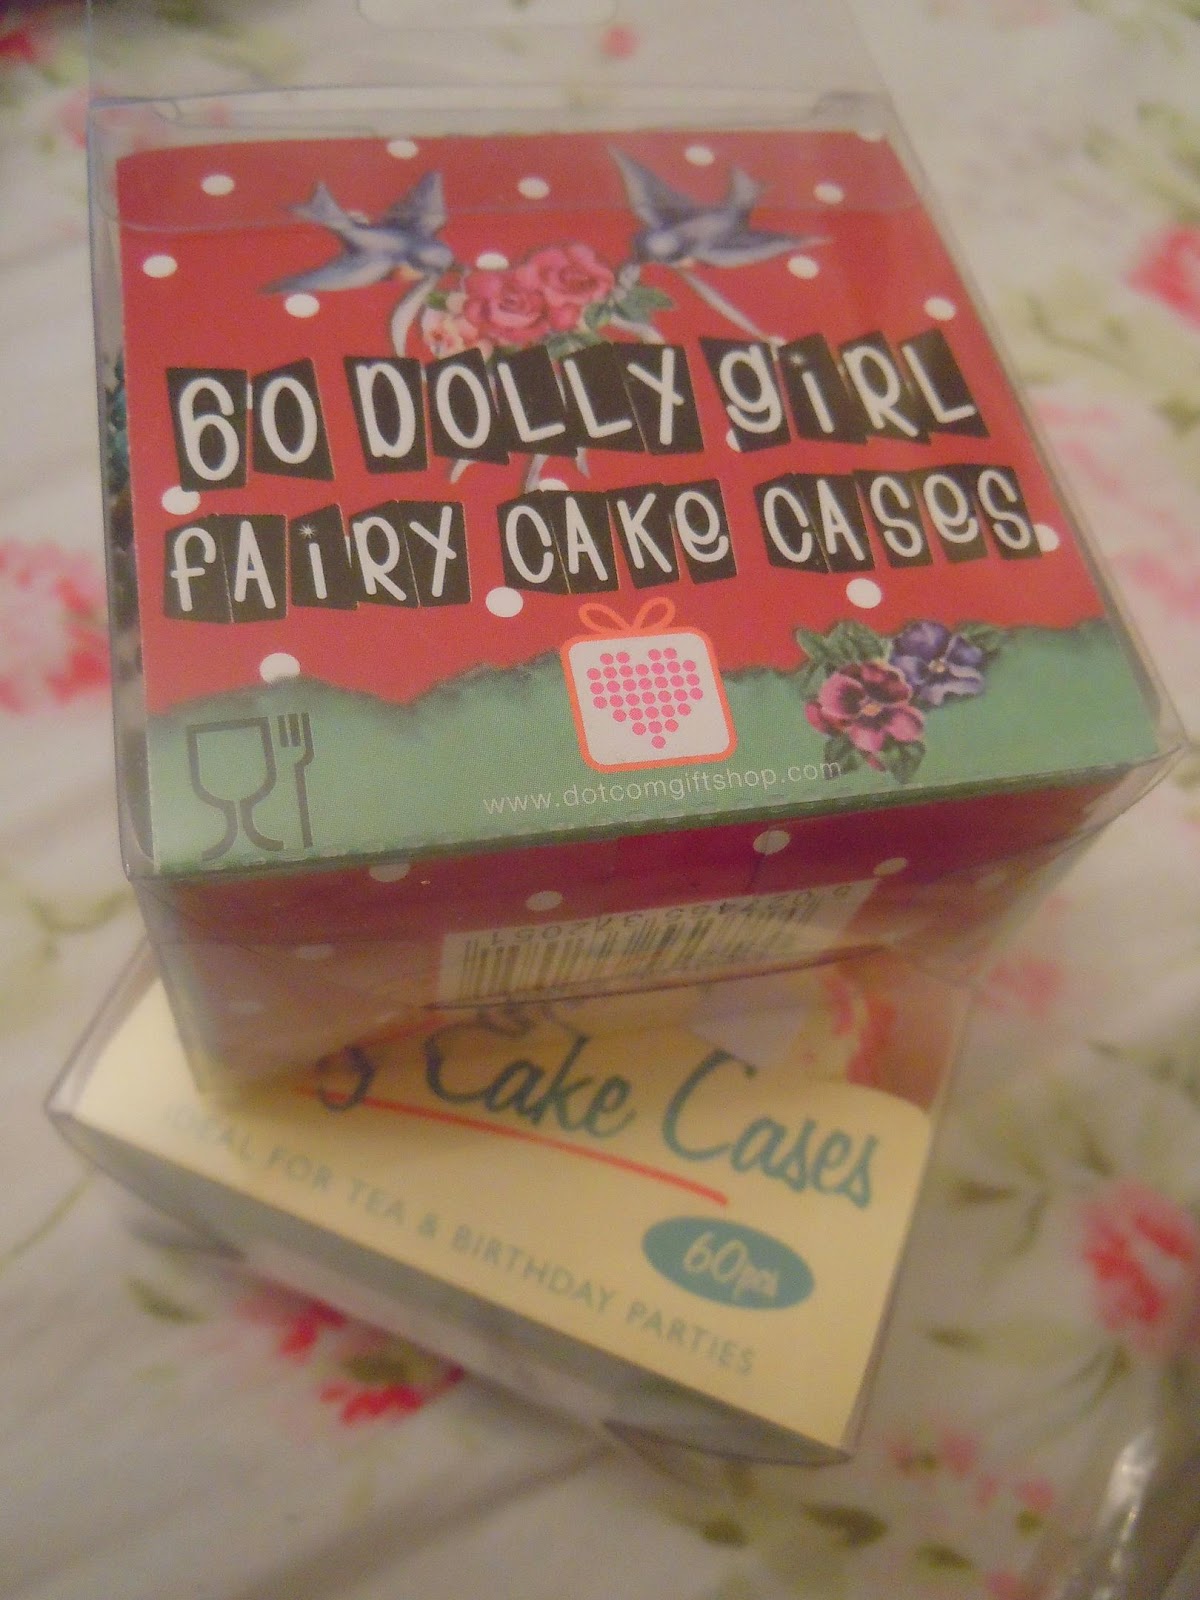 60 DOLLY GiRL
fAiRY CAKe CASeS
www.dotcomgiftshop.com
Cake Cases
IDEAL FOR TEA & BIRTHDAY PARTIES
60pcs